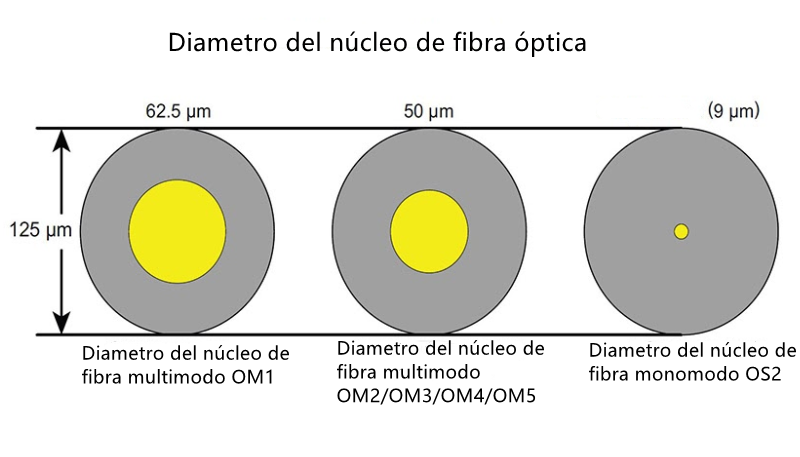 Diametro del núcleo de fibra óptica
62.5 μm
50 μm
(9 μm)
125 μm
Diametro del núcleo de
fibra multimodo OM1
Diametro del núcleo de
fibra multimodo
OM2/OM3/OM4/OM5
Diametro del núcleo de
fibra monomodo OS2